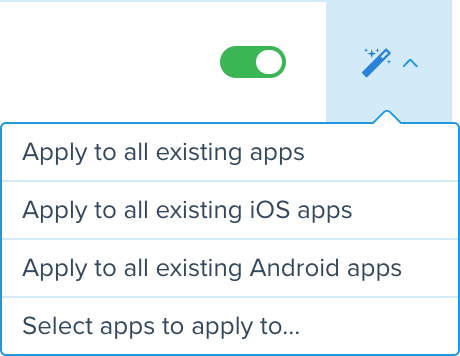 Apply to all existing apps
Apply to all existing iOS apps
Apply to all existing Android apps
Select apps to apply to...